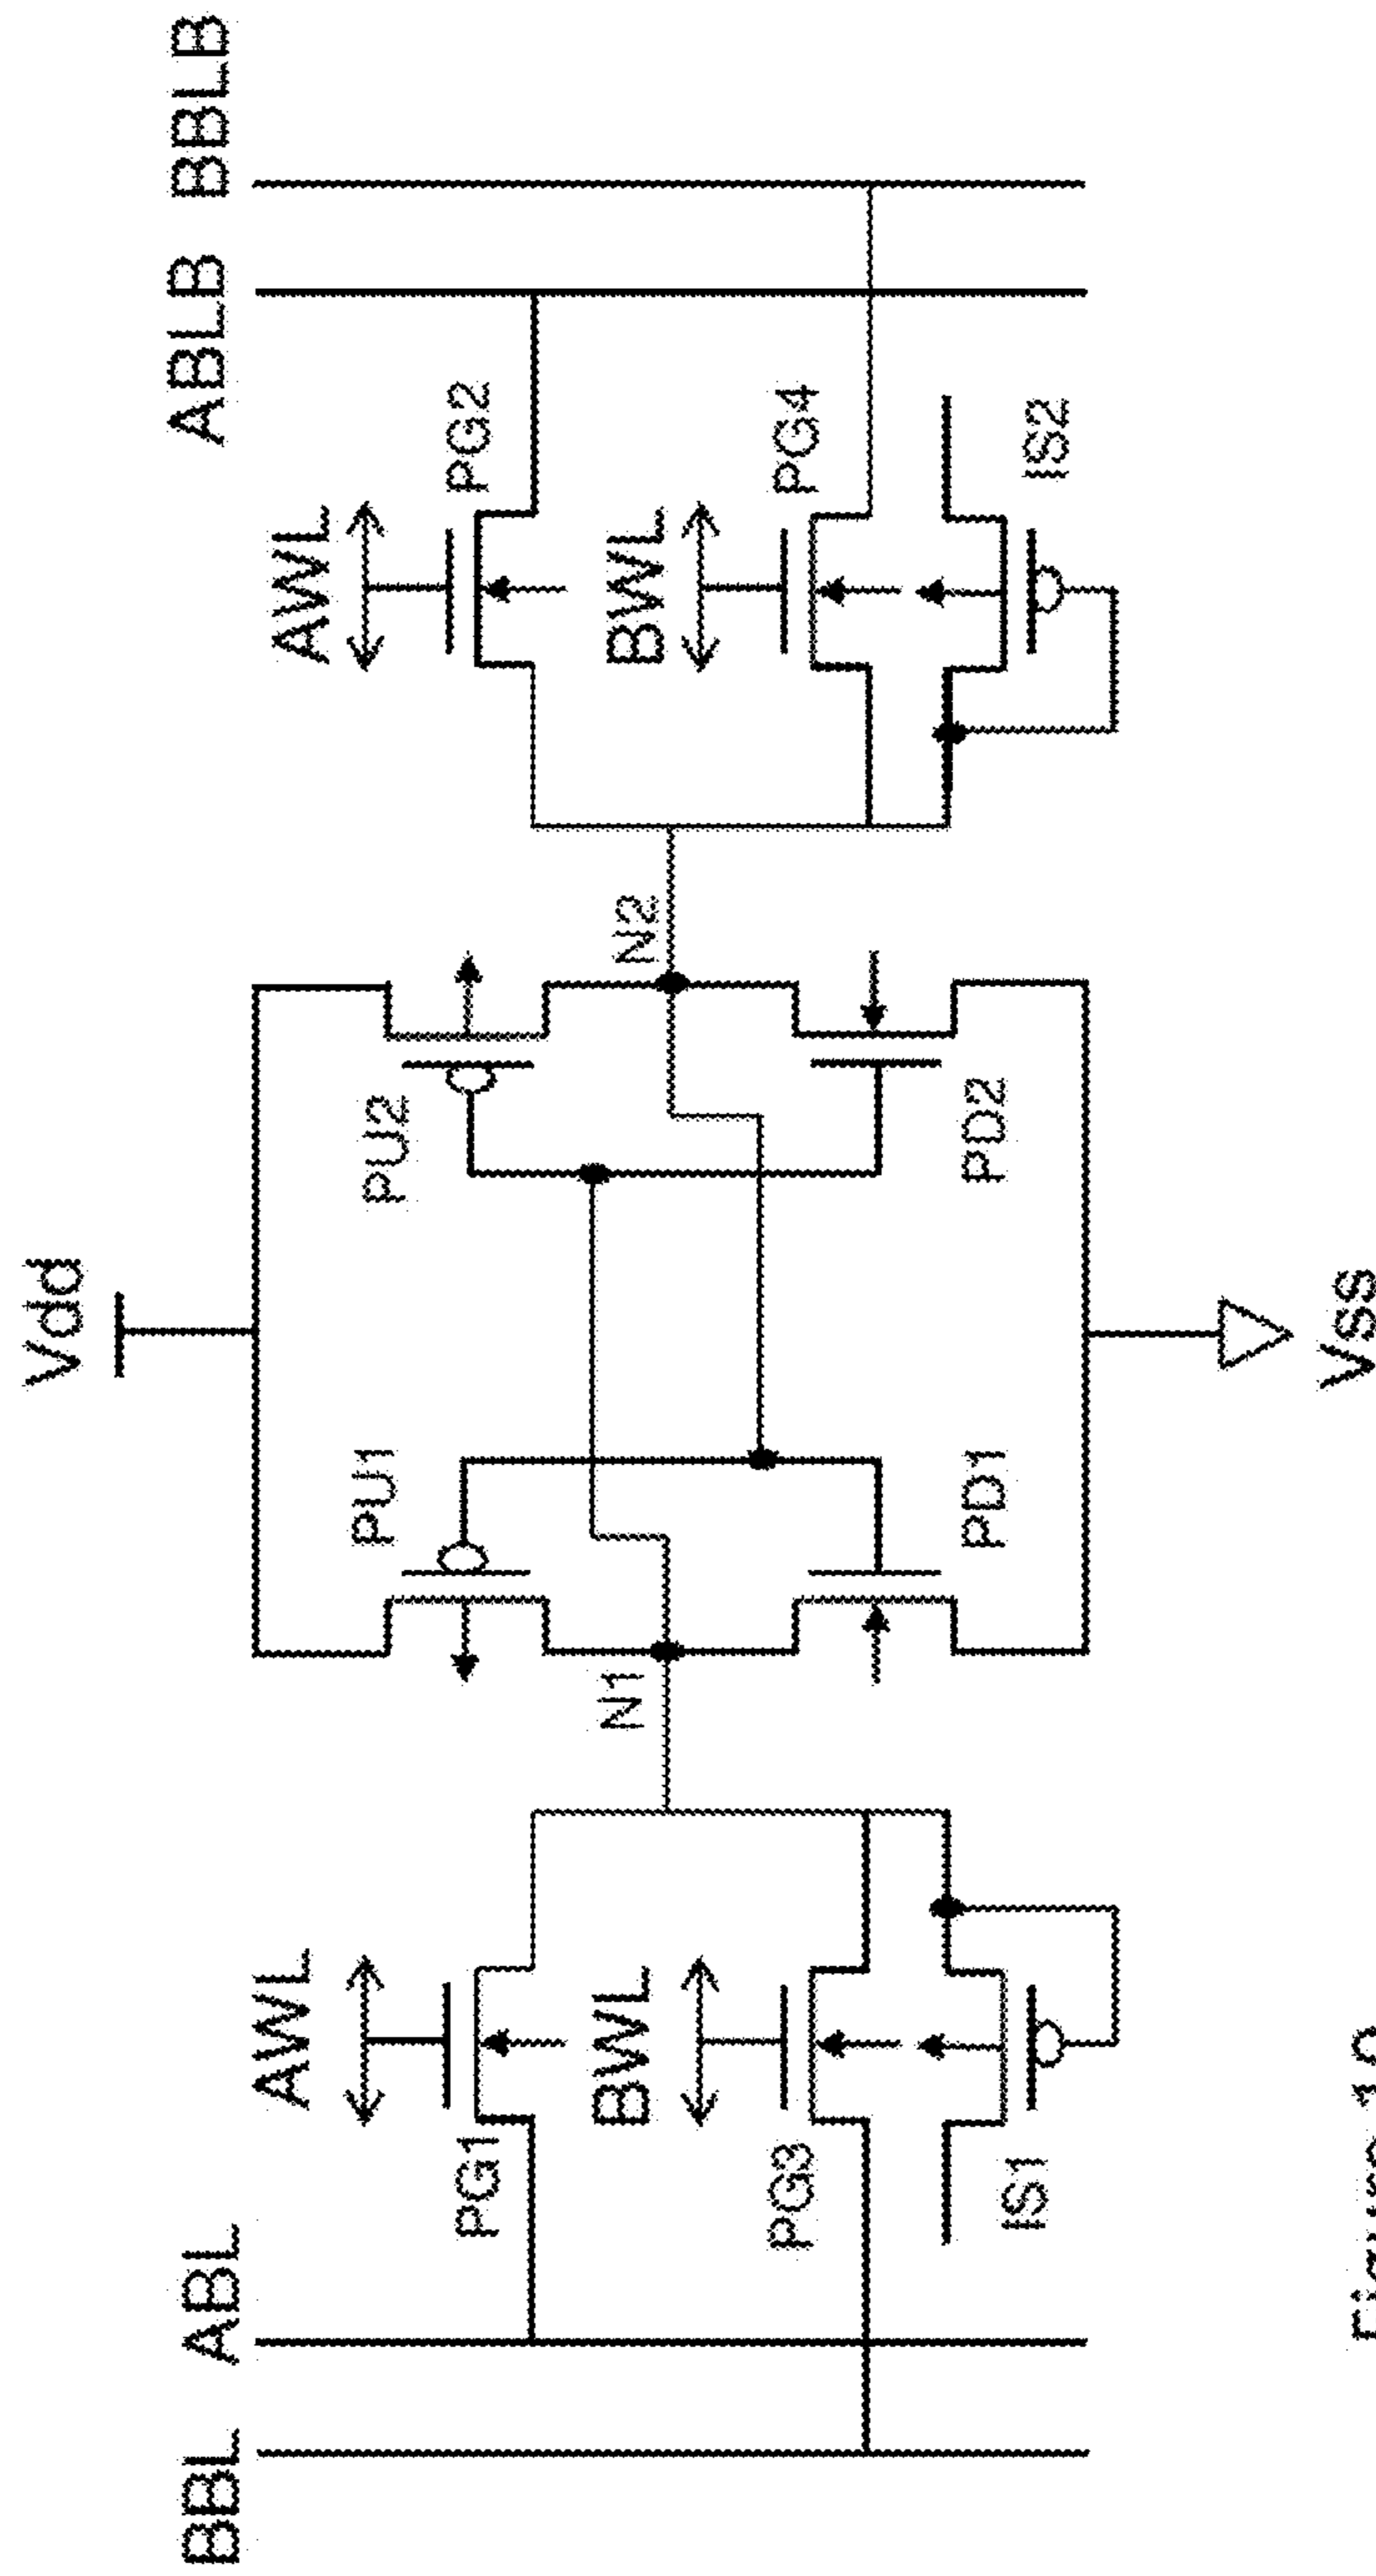 Vdd
BBL
ABL
ABLB
BBLB
AWL
AWL
PU1
PU2
PG1
PG2
N1
N2
BWL
BWL
PG3
PG4
PD1
PD2
IS1
IS2
Vss